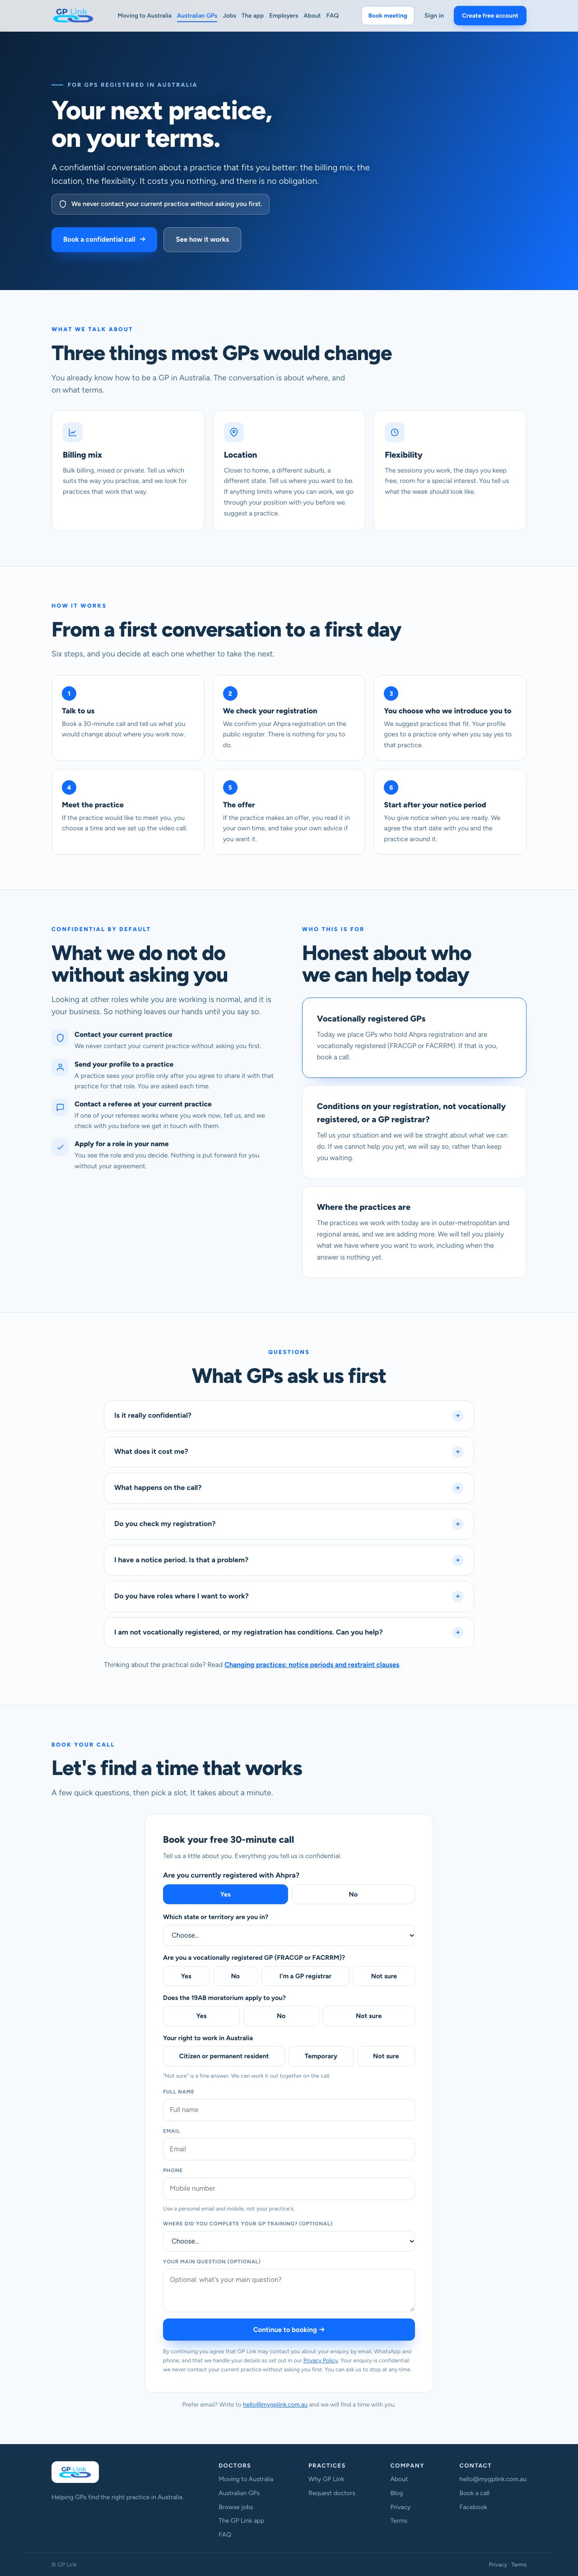 GP Link
Moving to Australia Australian GPs Jobs The app Employers About FAQ Book meeting Sign in Create free account
FOR GPS REGISTERED IN AUSTRALIA
Your next practice,
on your terms.
A confidential conversation about a practice that fits you better: the billing mix, the
location, the flexibility. It costs you nothing, and there is no obligation.
We never contact your current practice without asking you first.
Book a confidential call → See how it works
WHAT WE TALK ABOUT
Three things most GPs would change
You already know how to be a GP in Australia. The conversation is about where, and
on what terms.
Billing mix
Bulk billing, mixed or private. Tell us which
suits the way you practise, and we look for
practices that work that way.
Location
Closer to home, a different suburb, a
different state. Tell us where you want to be.
If anything limits where you can work, we go
through your position with you before we
suggest a practice.
Flexibility
The sessions you work, the days you keep
free, room for a special interest. You tell us
what the week should look like.
HOW IT WORKS
From a first conversation to a first day
Six steps, and you decide at each one whether to take the next.
1
Talk to us
Book a 30-minute call and tell us what you
would change about where you work now.
2
We check your registration
We confirm your Ahpra registration on the
public register. There is nothing for you to
do.
3
You choose who we introduce you to
We suggest practices that fit. Your profile
goes to a practice only when you say yes to
that practice.
4
Meet the practice
If the practice would like to meet you, you
choose a time and we set up the video call.
5
The offer
If the practice makes an offer, you read it in
your own time, and take your own advice if
you want it.
6
Start after your notice period
You give notice when you are ready. We
agree the start date with you and the
practice around it.
CONFIDENTIAL BY DEFAULT
What we do not do
without asking you
Looking at other roles while you are working is normal, and it is
your business. So nothing leaves our hands until you say so.
Contact your current practice
We never contact your current practice without asking you first.
Send your profile to a practice
A practice sees your profile only after you agree to share it with that
practice for that role. You are asked each time.
Contact a referee at your current practice
If one of your referees works where you work now, tell us, and we
check with you before we get in touch with them.
Apply for a role in your name
You see the role and you decide. Nothing is put forward for you
without your agreement.
WHO THIS IS FOR
Honest about who
we can help today
Vocationally registered GPs
Today we place GPs who hold Ahpra registration and are
vocationally registered (FRACGP or FACRRM). If that is you,
book a call.
Conditions on your registration, not vocationally
registered, or a GP registrar?
Tell us your situation and we will be straight about what we can
do. If we cannot help you yet, we will say so, rather than keep
you waiting.
Where the practices are
The practices we work with today are in outer-metropolitan and
regional areas, and we are adding more. We will tell you plainly
what we have where you want to work, including when the
answer is nothing yet.
QUESTIONS
What GPs ask us first
Is it really confidential? +
What does it cost me? +
What happens on the call? +
Do you check my registration? +
I have a notice period. Is that a problem? +
Do you have roles where I want to work? +
I am not vocationally registered, or my registration has conditions. Can you help? +
Thinking about the practical side? Read Changing practices: notice periods and restraint clauses.
BOOK YOUR CALL
Let's find a time that works
A few quick questions, then pick a slot. It takes about a minute.
Book your free 30-minute call
Tell us a little about you. Everything you tell us is confidential.
Are you currently registered with Ahpra?
Yes No
Which state or territory are you in?
Choose...
Are you a vocationally registered GP (FRACGP or FACRRM)?
Yes No I'm a GP registrar Not sure
Does the 19AB moratorium apply to you?
Yes No Not sure
Your right to work in Australia
Citizen or permanent resident Temporary Not sure
"Not sure" is a fine answer. We can work it out together on the call.
FULL NAME
Full name
EMAIL
Email
PHONE
Mobile number
Use a personal email and mobile, not your practice's.
WHERE DID YOU COMPLETE YOUR GP TRAINING? (OPTIONAL)
Choose...
YOUR MAIN QUESTION (OPTIONAL)
Optional: what's your main question?
Continue to booking →
By continuing you agree that GP Link may contact you about your enquiry by email, WhatsApp and
phone, and that we handle your details as set out in our Privacy Policy. Your enquiry is confidential:
we never contact your current practice without asking you first. You can ask us to stop at any time.
Prefer email? Write to hello@mygplink.com.au and we will find a time with you.
GP Link
Helping GPs find the right practice in Australia.
DOCTORS
Moving to Australia
Australian GPs
Browse jobs
The GP Link app
FAQ
PRACTICES
Why GP Link
Request doctors
COMPANY
About
Blog
Privacy
Terms
CONTACT
hello@mygplink.com.au
Book a call
Facebook
© GP Link Privacy · Terms